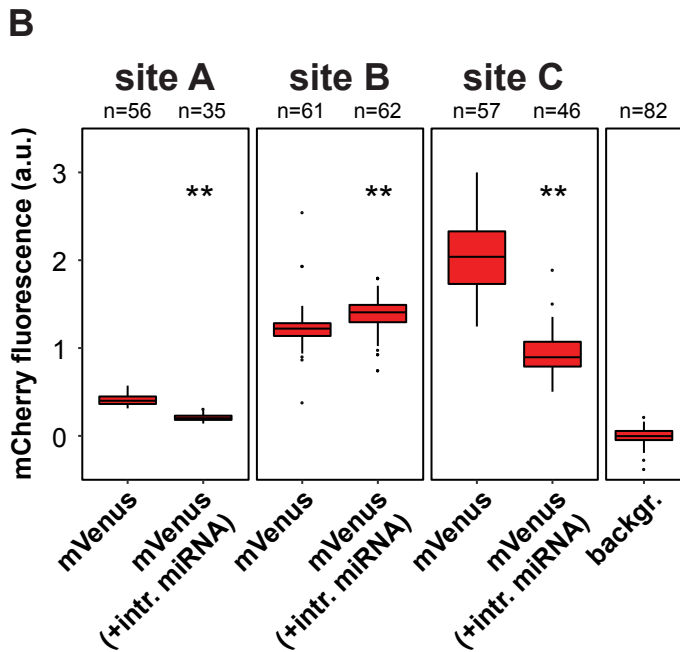 B
site A site B site C
n=56 n=35 n=61 n=62 n=57 n=46 n=82
mCherry fluorescence (a.u.)
3
2
1
0
** ** **
mVenus
mVenus
(+intr. miRNA)
mVenus
mVenus
(+intr. miRNA)
mVenus
mVenus
(+intr. miRNA)
backgr.